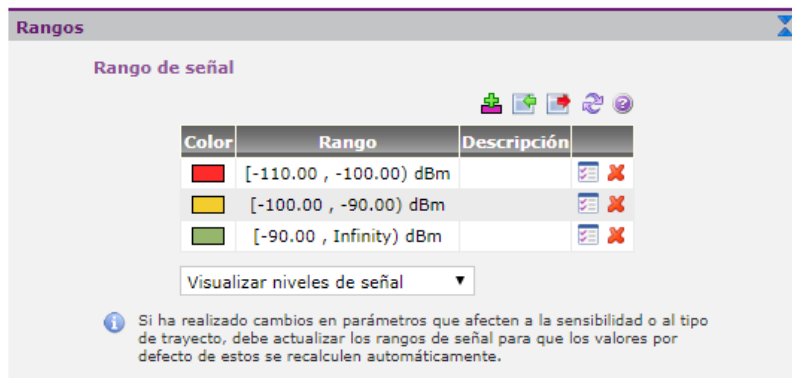 Rangos
Rango de señal
Color Rango Descripción
[-110.00 , -100.00) dBm
[-100.00 , -90.00) dBm
[-90.00 , Infinity) dBm
Visualizar niveles de señal
Si ha realizado cambios en parámetros que afecten a la sensibilidad o al tipo
de trayecto, debe actualizar los rangos de señal para que los valores por
defecto de estos se recalculen automáticamente.